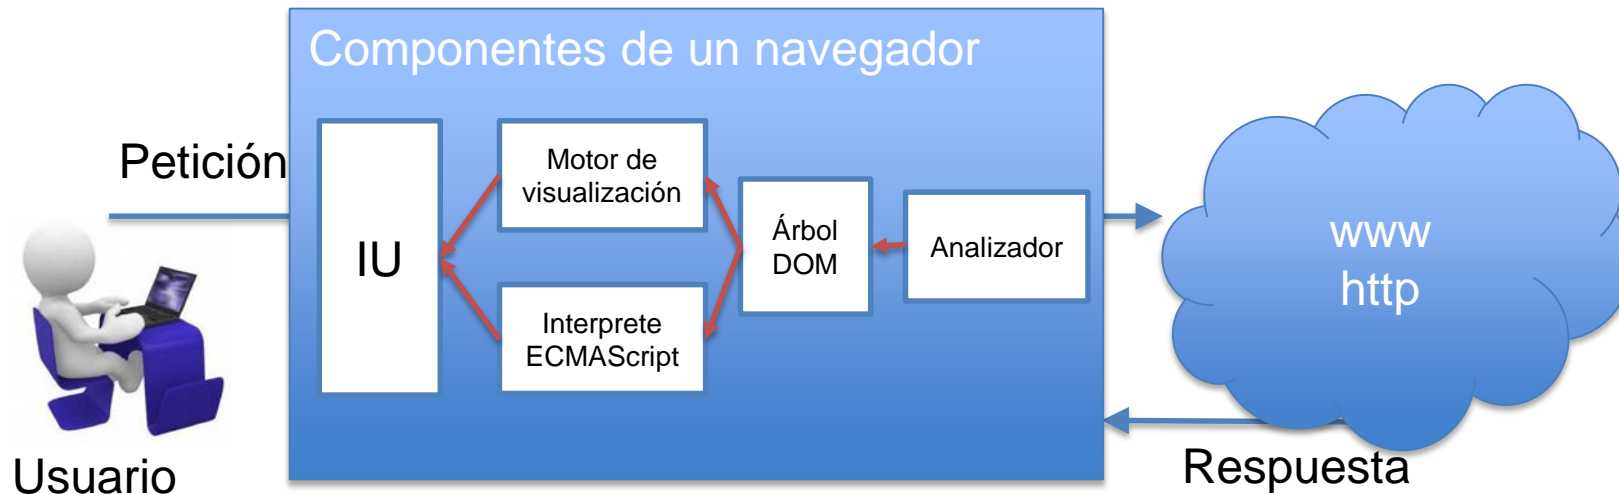 Componentes de un navegador
Petición
IU
Motor de
visualización
Interprete
ECMAScript
Árbol
DOM
Analizador
www
http
Usuario
Respuesta